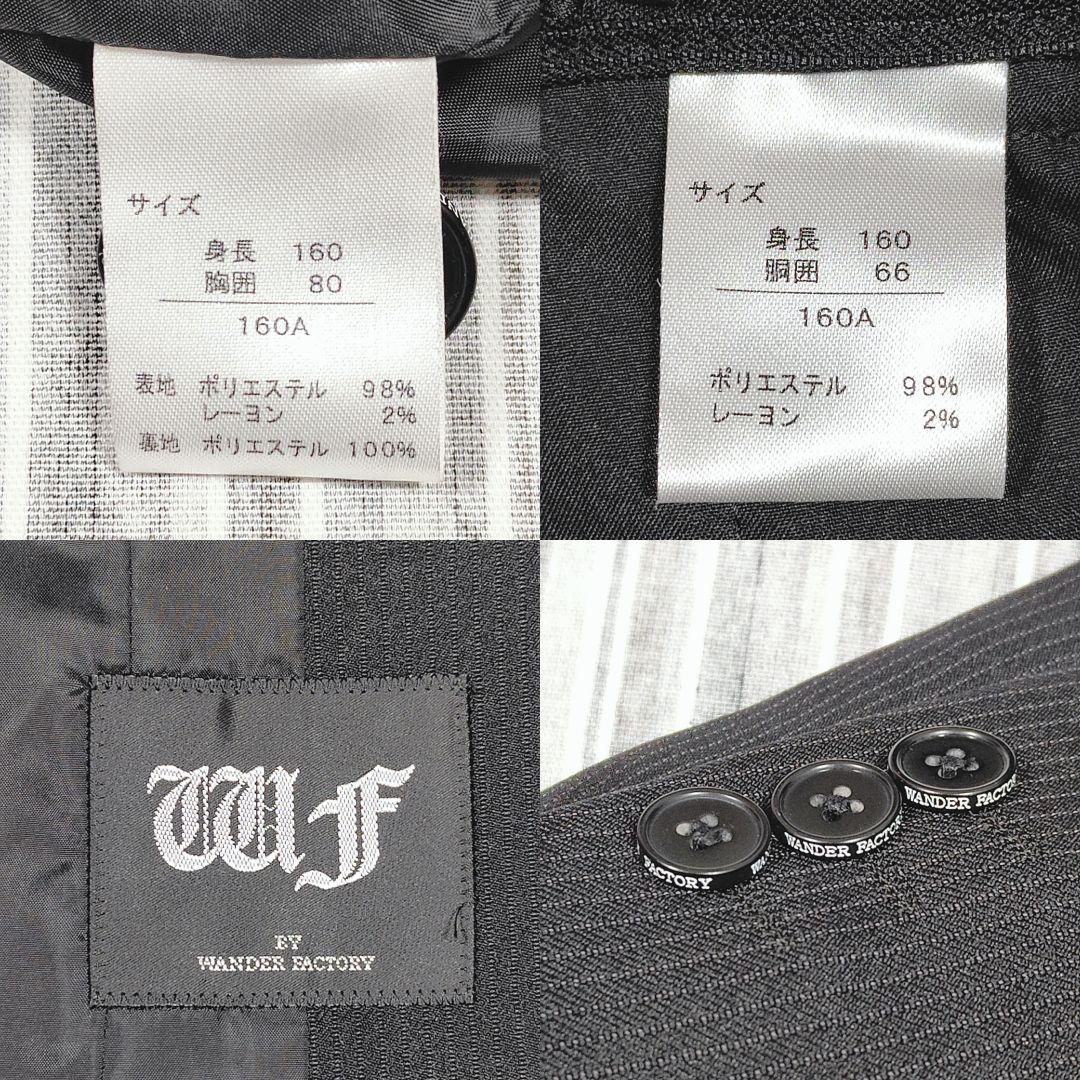 サイズ
身長 160
胸囲 80
160A
表地 ポリエステル 98%
レーヨン 2%
裏地 ポリエステル 100%
サイズ
身長 160
胴囲 66
160A
ポリエステル 98%
レーヨン 2%
WF
BY
WANDER FACTORY
FACTORY
WANDER FACTORY
WANDER FACTORY